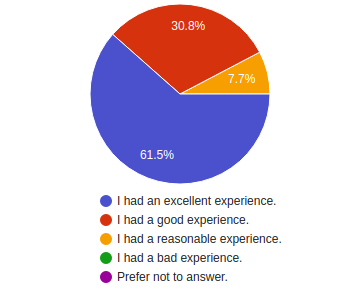 30.8%
7.7%
61.5%
I had an excellent experience.
I had a good experience.
I had a reasonable experience.
I had a bad experience.
Prefer not to answer.